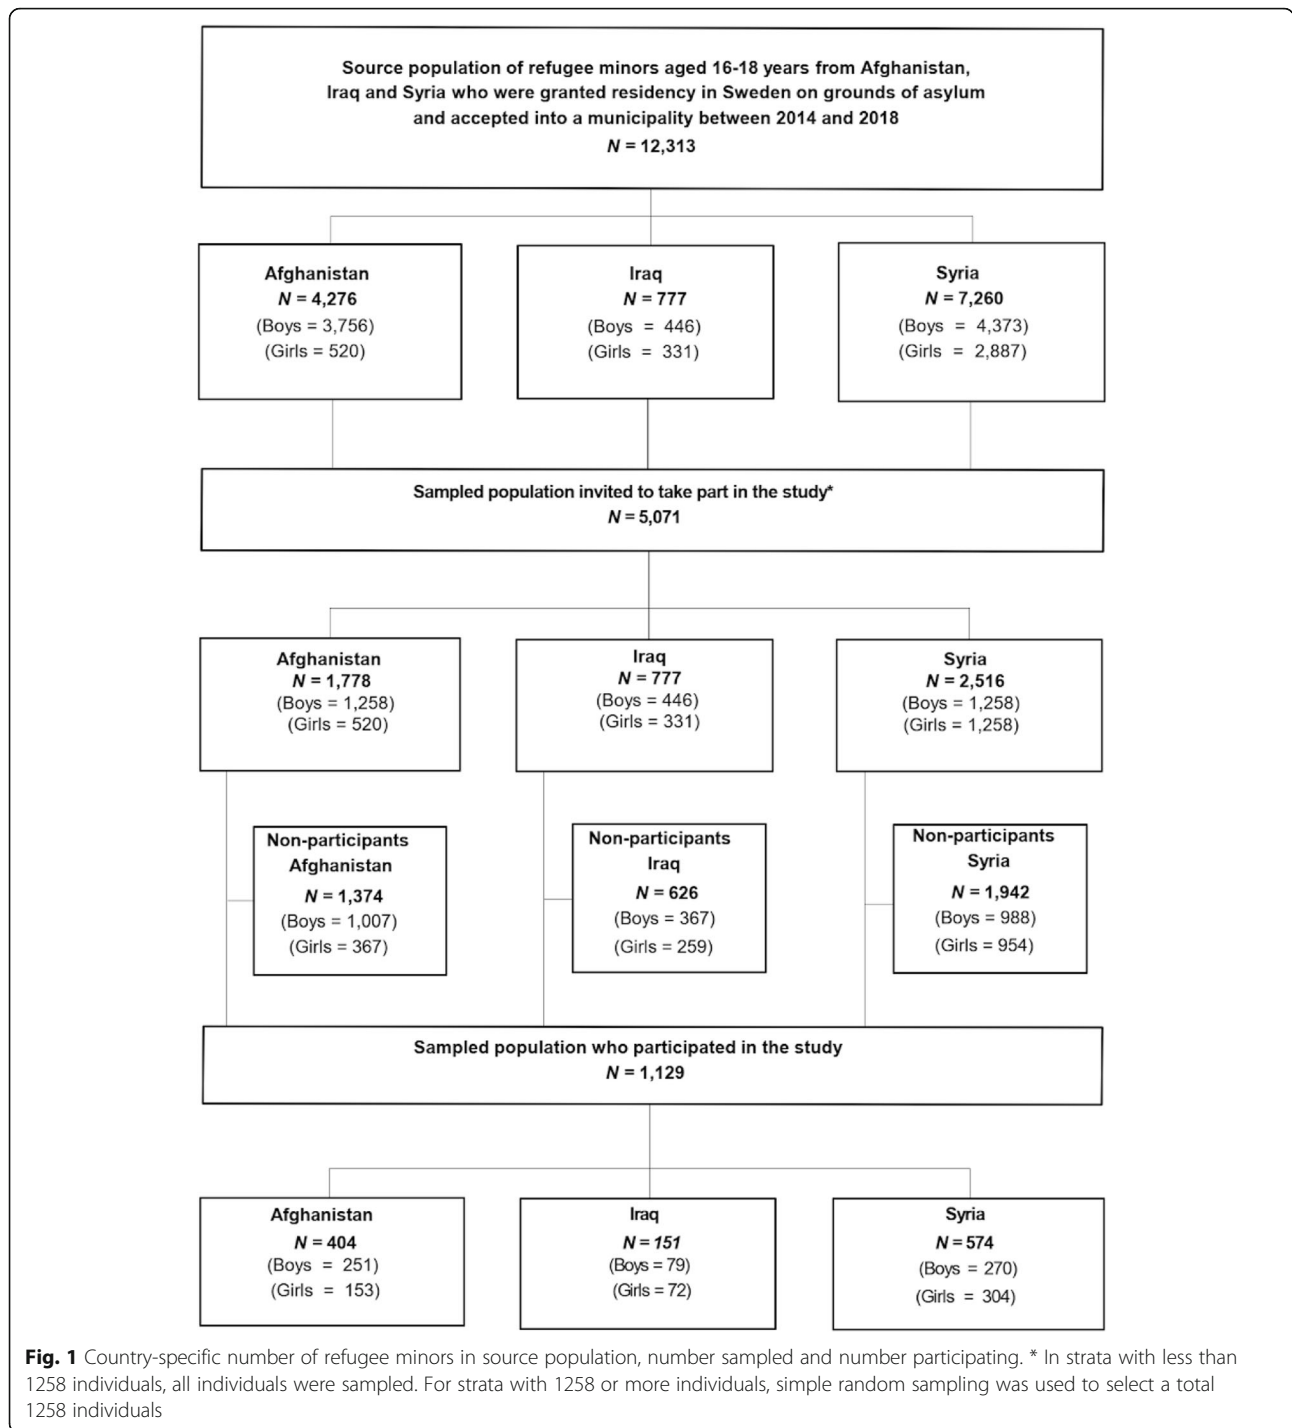 Source population of refugee minors aged 16-18 years from Afghanistan,
Iraq and Syria who were granted residency in Sweden on grounds of asylum
and accepted into a municipality between 2014 and 2018
N = 12,313
Afghanistan
N = 4,276
(Boys = 3,756)
(Girls = 520)
Iraq
N = 777
(Boys = 446)
(Girls = 331)
Syria
N = 7,260
(Boys = 4,373)
(Girls = 2,887)
Sampled population invited to take part in the study*
N = 5,071
Afghanistan
N = 1,778
(Boys = 1,258)
(Girls = 520)
Iraq
N = 777
(Boys = 446)
(Girls = 331)
Syria
N = 2,516
(Boys = 1,258)
(Girls = 1,258)
Non-participants
Afghanistan
N = 1,374
(Boys = 1,007)
(Girls = 367)
Non-participants
Iraq
N = 626
(Boys = 367)
(Girls = 259)
Non-participants
Syria
N = 1,942
(Boys = 988)
(Girls = 954)
Sampled population who participated in the study
N = 1,129
Afghanistan
N = 404
(Boys = 251)
(Girls = 153)
Iraq
N = 151
(Boys = 79)
(Girls = 72)
Syria
N = 574
(Boys = 270)
(Girls = 304)
Fig. 1 Country-specific number of refugee minors in source population, number sampled and number participating. * In strata with less than
1258 individuals, all individuals were sampled. For strata with 1258 or more individuals, simple random sampling was used to select a total
1258 individuals